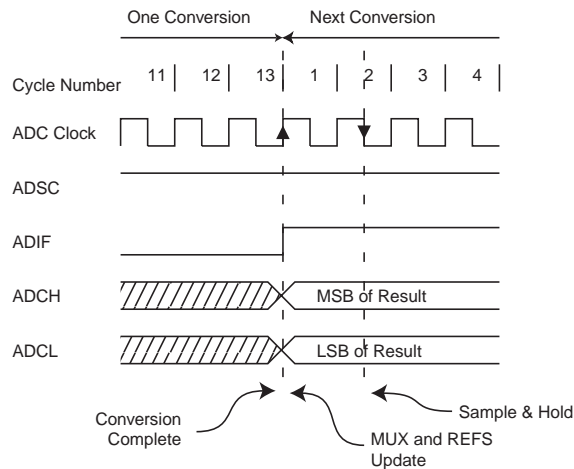 One Conversion Next Conversion
Cycle Number 11 12 13 1 2 3 4
ADC Clock
ADSC
ADIF
ADCH MSB of Result
ADCL LSB of Result
Conversion
Complete
MUX and REFS
Update
Sample & Hold